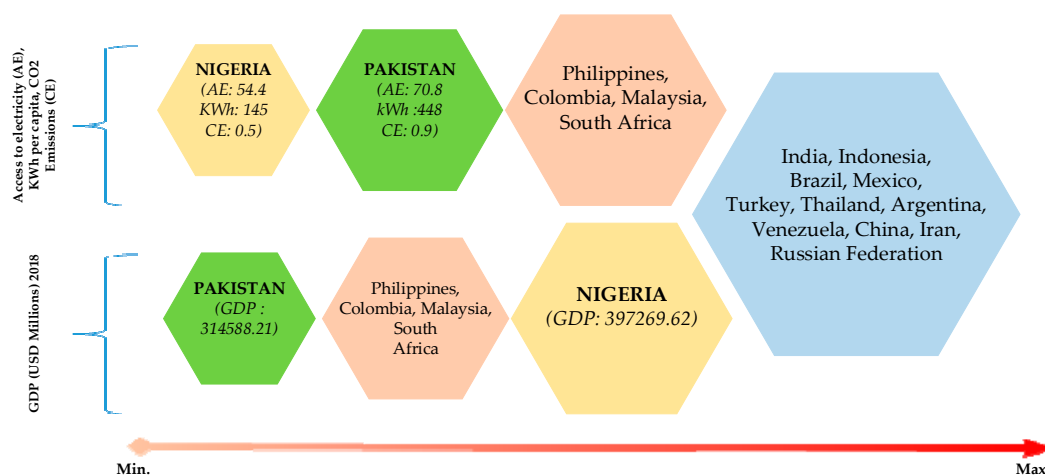 Access to electricity (AE),
KWh per capita, CO2
Emissions (CE)
NIGERIA
(AE: 54.4
KWh: 145
CE: 0.5)
PAKISTAN
(AE: 70.8
kWh :448
CE: 0.9)
Philippines,
Colombia, Malaysia,
South Africa
India, Indonesia,
Brazil, Mexico,
Turkey, Thailand, Argentina,
Venezuela, China, Iran,
Russian Federation
GDP (USD Millions) 2018
PAKISTAN
(GDP :
314588.21)
Philippines,
Colombia, Malaysia,
South
Africa
NIGERIA
(GDP: 397269.62)
Min.
Max